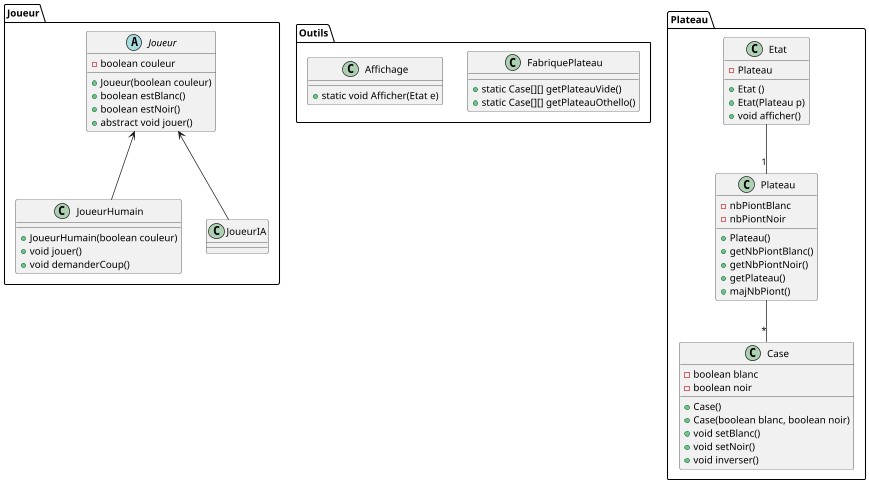 Joueur
A Joueur
boolean couleur
Joueur(boolean couleur)
boolean estBlanc()
boolean estNoir()
abstract void jouer()
C JoueurHumain
JoueurHumain(boolean couleur)
void jouer()
void demanderCoup()
C JoueurIA
Outils
C Affichage
static void Afficher(Etat e)
C FabriquePlateau
static Case[][] getPlateauVide()
static Case[][] getPlateauOthello()
Plateau
C Etat
Plateau
Etat ()
Etat(Plateau p)
void afficher()
1
C Plateau
nbPiontBlanc
nbPiontNoir
Plateau()
getNbPiontBlanc()
getNbPiontNoir()
getPlateau()
majNbPiont()
*
C Case
boolean blanc
boolean noir
Case()
Case(boolean blanc, boolean noir)
void setBlanc()
void setNoir()
void inverser()